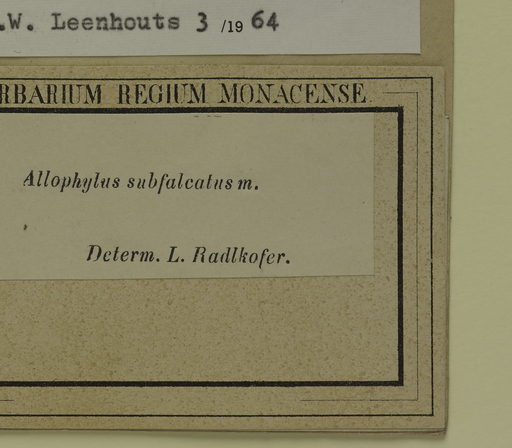 .W. Leenhouts 3 /19 64
RBARIUM REGIUM MONACENSE
Allophylus subfalcatus m.
Determ. L. Radlkofer.